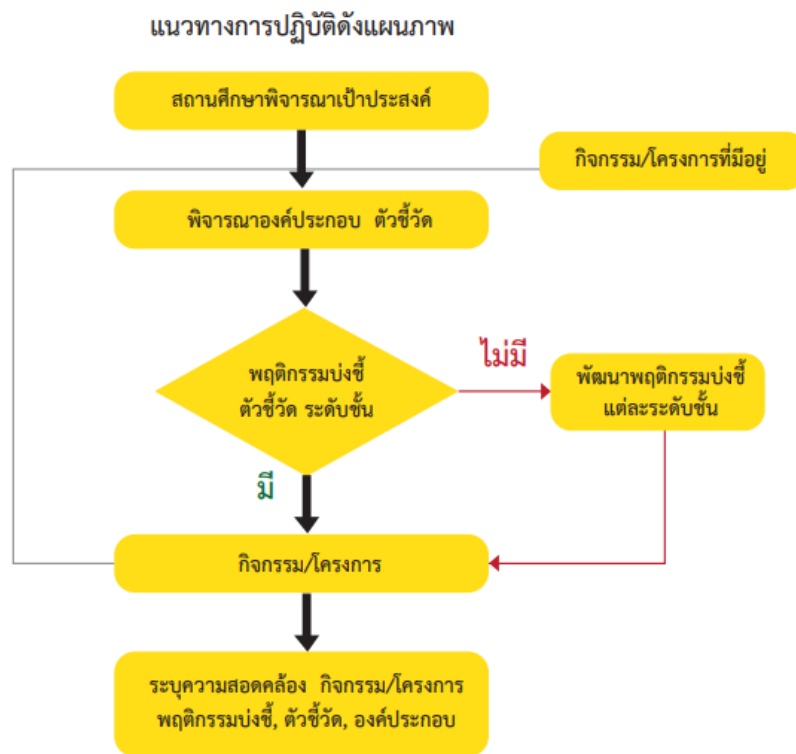 แนวทางการปฏิบัติดังแผนภาพ
สถานศึกษาพิจารณาเป้าประสงค์
กิจกรรม/โครงการที่มีอยู่
พิจารณาองค์ประกอบ ตัวชี้วัด
พฤติกรรมบ่งชี้
ตัวชี้วัด ระดับชั้น
ไม่มี
พัฒนาพฤติกรรมบ่งชี้
แต่ละระดับชั้น
มี
กิจกรรม/โครงการ
ระบุความสอดคล้อง กิจกรรม/โครงการ
พฤติกรรมบ่งชี้, ตัวชี้วัด, องค์ประกอบ